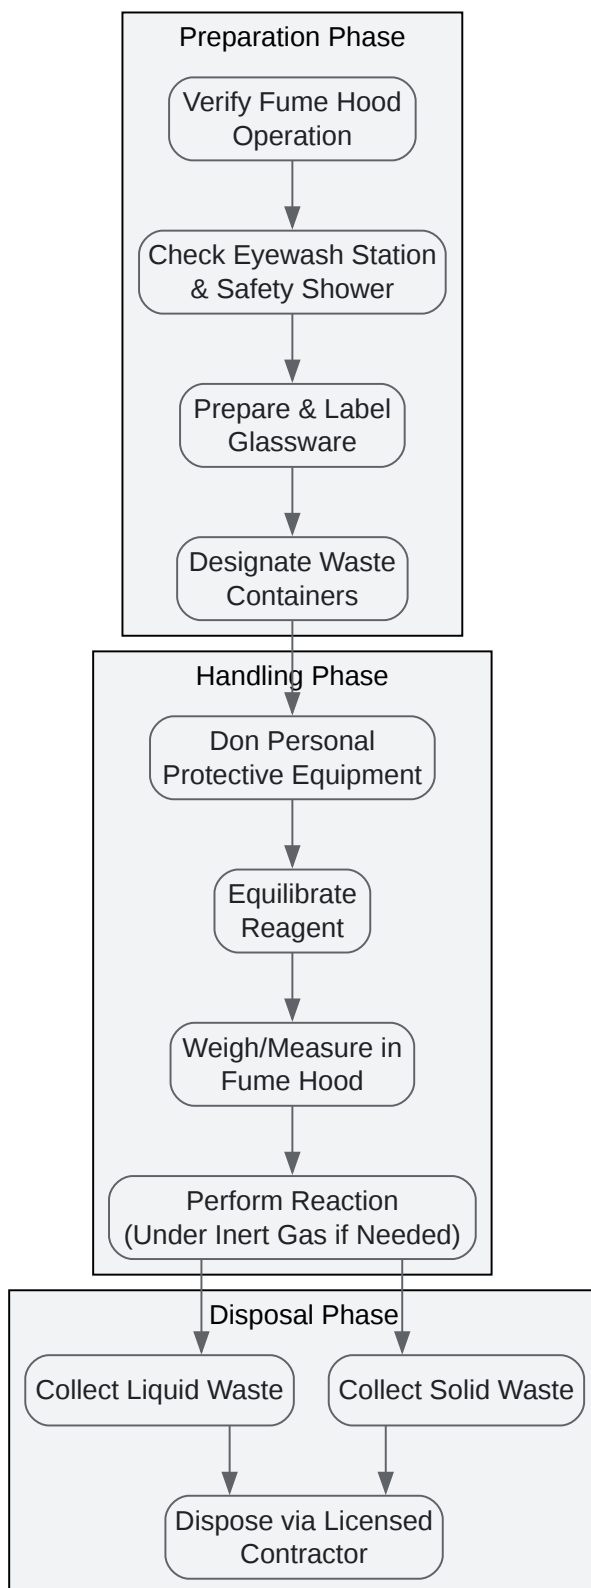 Preparation Phase
Verify Fume Hood
Operation
Check Eyewash Station
& Safety Shower
Prepare & Label
Glassware
Designate Waste
Containers
Handling Phase
Don Personal
Protective Equipment
Equilibrate
Reagent
Weigh/Measure in
Fume Hood
Perform Reaction
(Under Inert Gas if Needed)
Disposal Phase
Collect Liquid Waste
Collect Solid Waste
Dispose via Licensed
Contractor